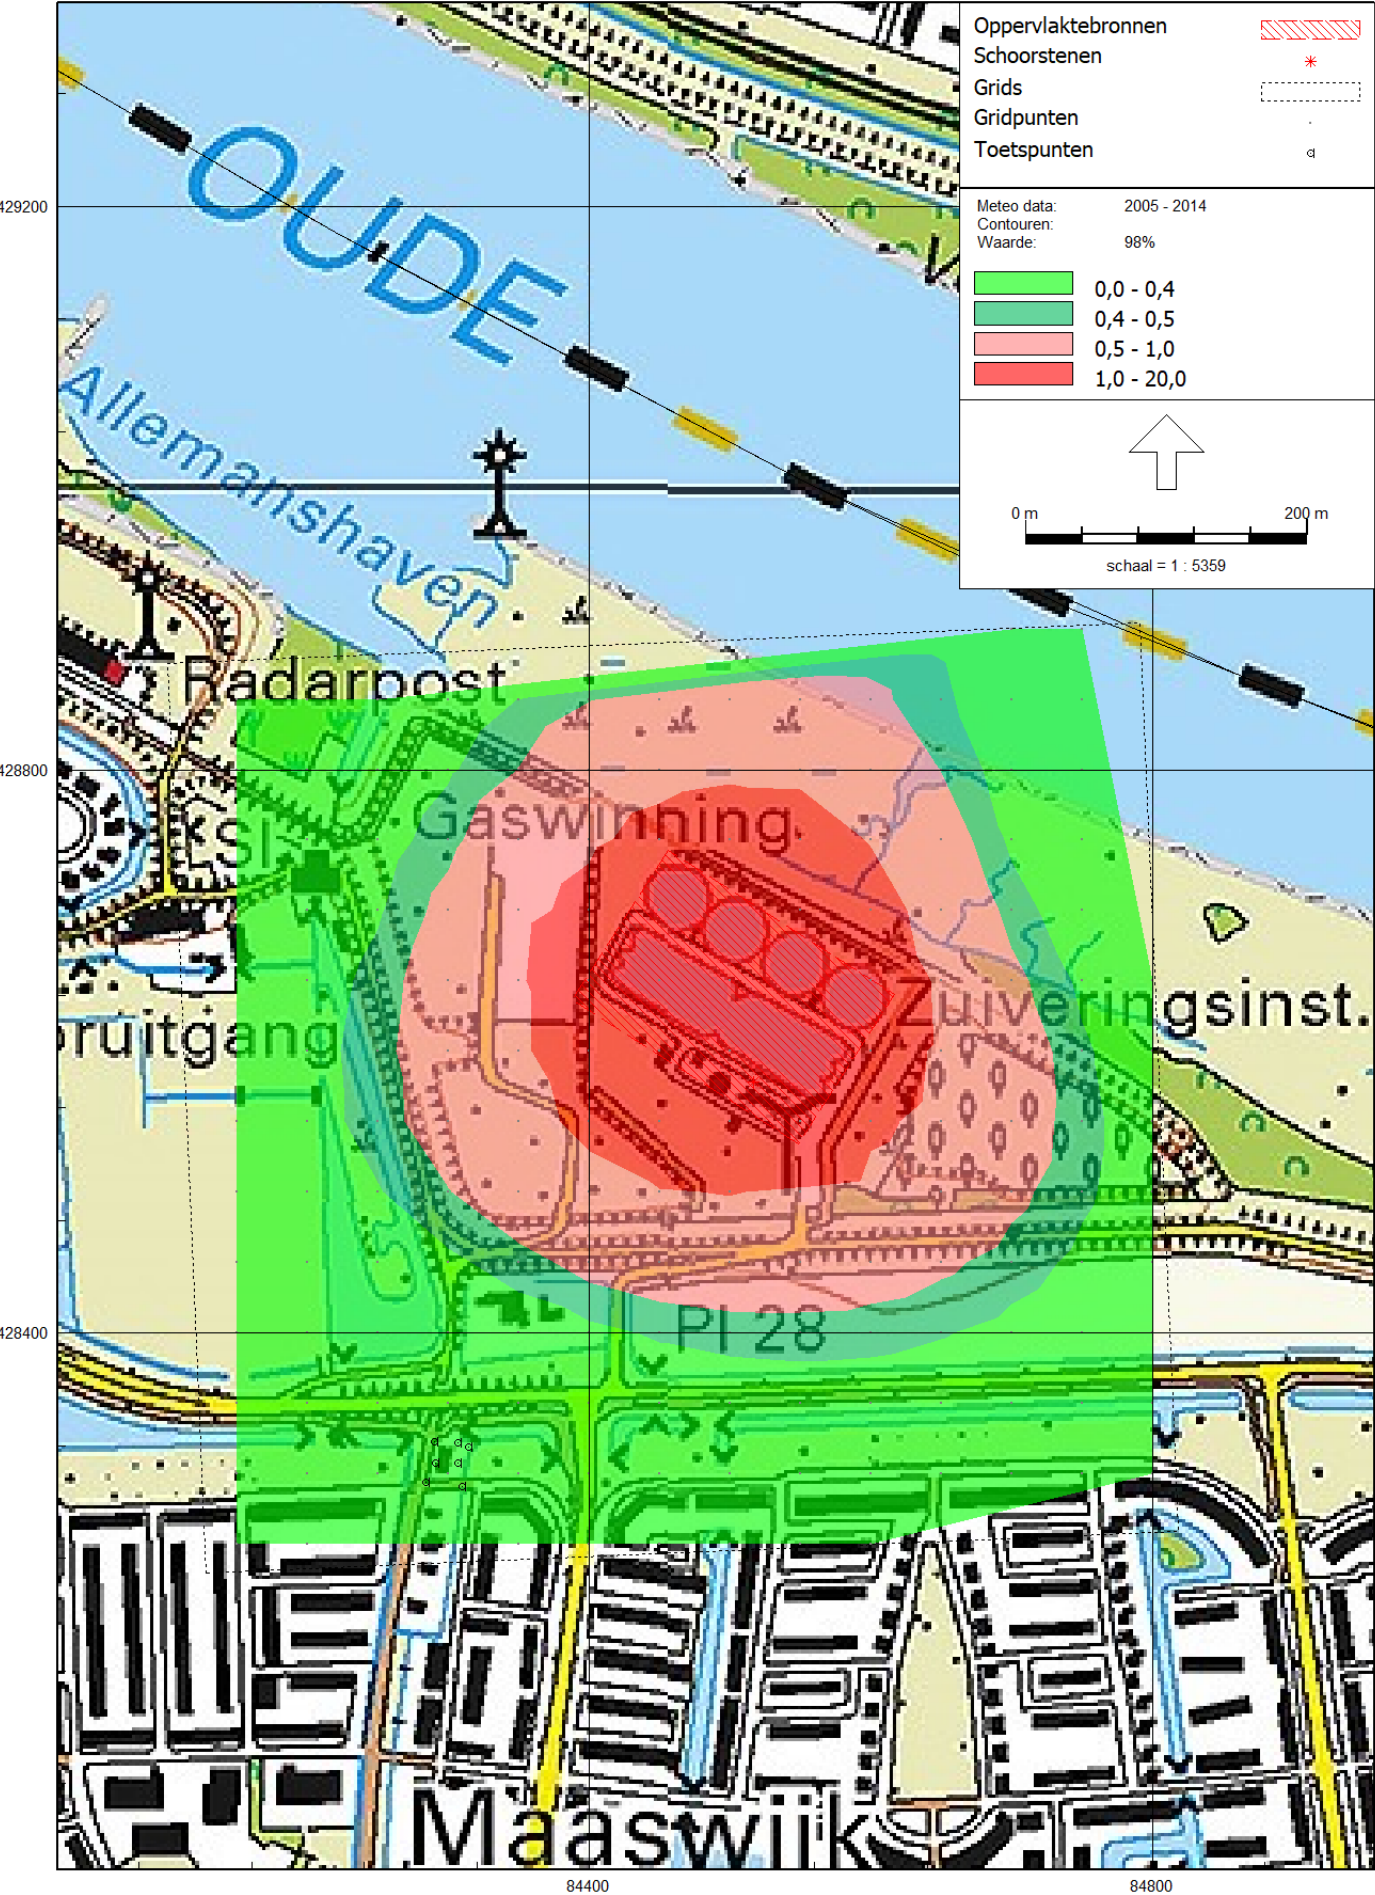 Oppervlaktebronnen
Schoorstenen
Grids
Gridpunten
Toetspunten
Meteo data: 2005 - 2014
Contouren:
Waarde: 98%
0,0 - 0,4
0,4 - 0,5
0,5 - 1,0
1,0 - 20,0
0 m 200 m
schaal = 1 : 5359
OUDE
429200
Allemanshaven
Radarpost
428800
Gaswinning
Zuiveringsinst.
ruitgang
Pl 28
428400
Maaswijk
84400 84800